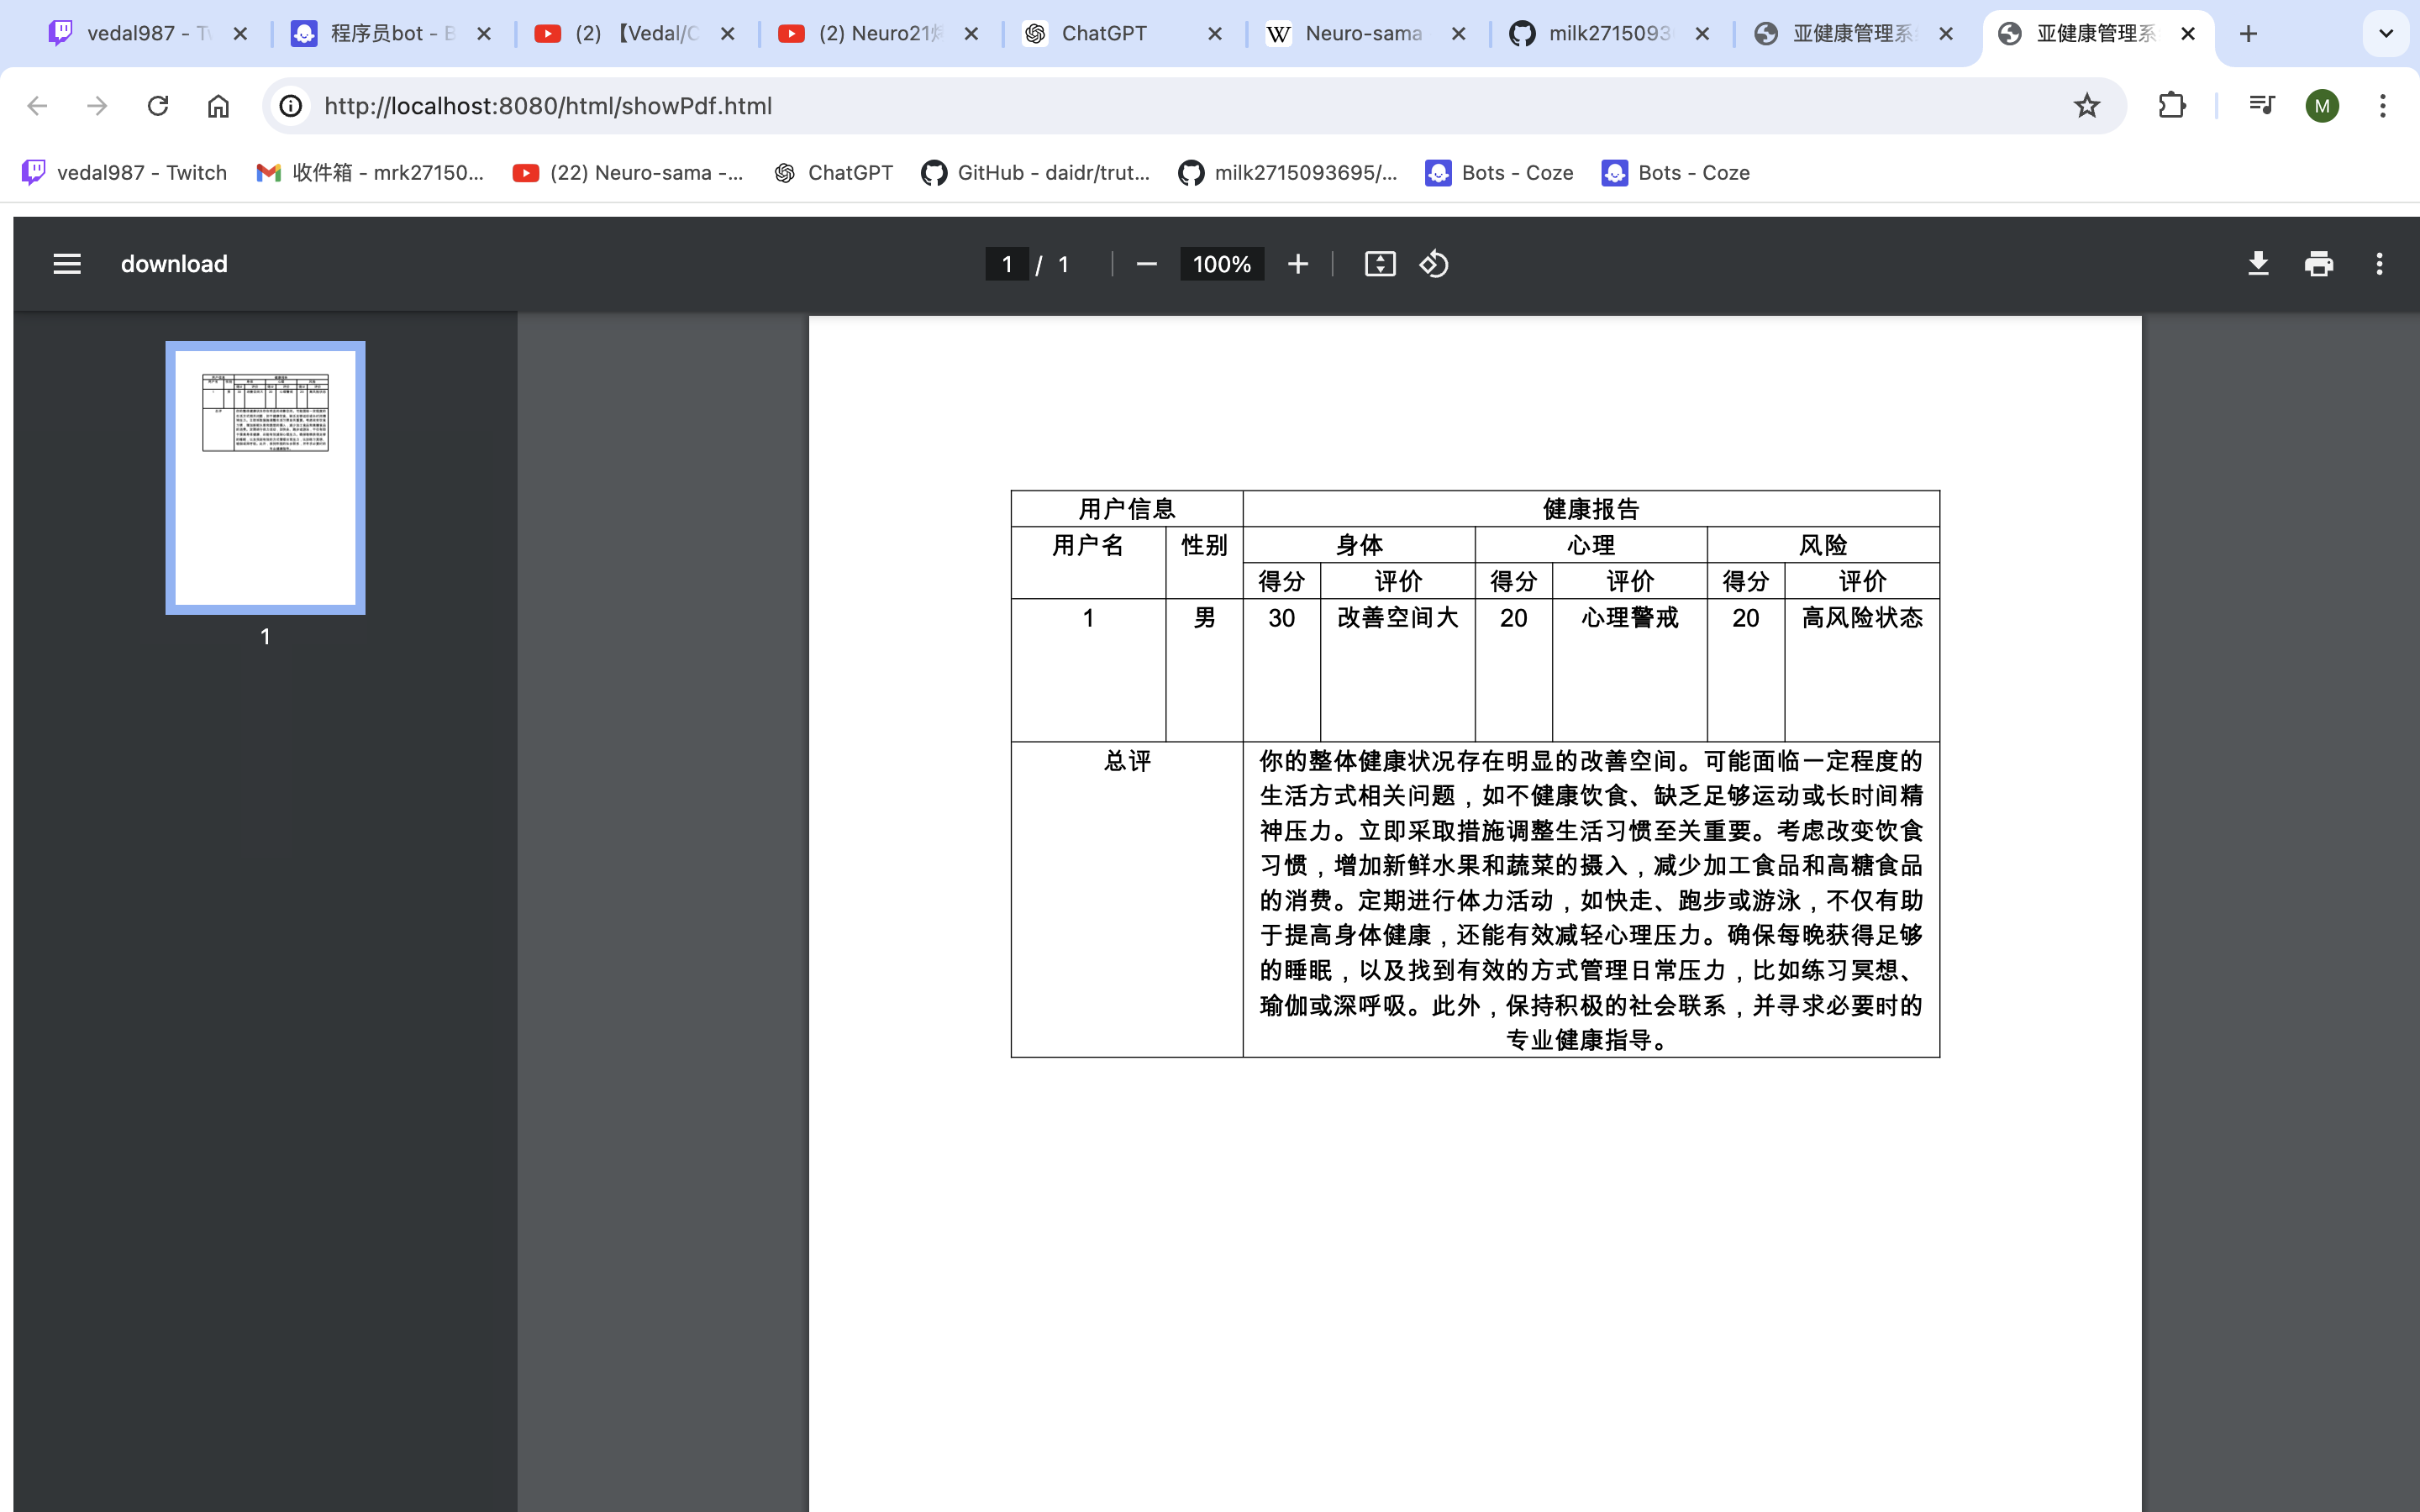 vedal987 - Tw
程序员bot - B
(2) 【Vedal/C
(2) Neuro21
ChatGPT
Neuro-sama
milk2715093
亚健康管理系
亚健康管理系
http://localhost:8080/html/showPdf.html
M
vedal987 - Twitch
收件箱 - mrk27150...
(22) Neuro-sama -...
ChatGPT
GitHub - daidr/trut...
milk2715093695/...
Bots - Coze
Bots - Coze
download
1 / 1
100%
1
用户信息 健康报告
用户名 性别 身体 心理 风险
得分 评价 得分 评价 得分 评价
1 男 30 改善空间大 20 心理警戒 20 高风险状态
总评
你的整体健康状况存在明显的改善空间。可能面临一定程度的
生活方式相关问题，如不健康饮食、缺乏足够运动或长时间精
神压力。立即采取措施调整生活习惯至关重要。考虑改变饮食
习惯，增加新鲜水果和蔬菜的摄入，减少加工食品和高糖食品
的消费。定期进行体力活动，如快走、跑步或游泳，不仅有助
于提高身体健康，还能有效减轻心理压力。确保每晚获得足够
的睡眠，以及找到有效的方式管理日常压力，比如练习冥想、
瑜伽或深呼吸。此外，保持积极的社会联系，并寻求必要时的
专业健康指导。